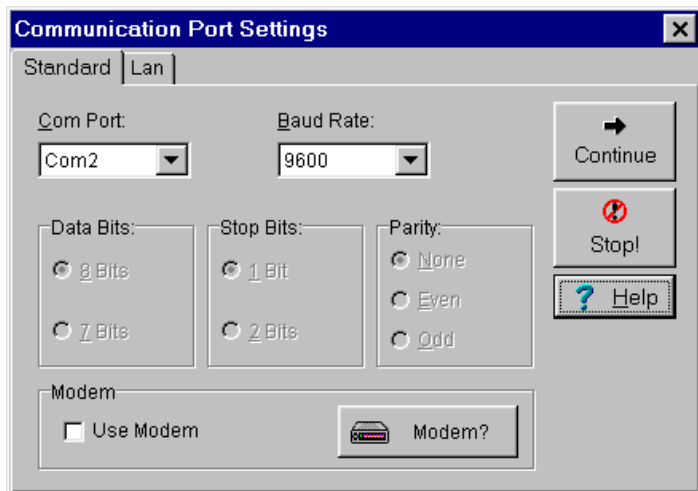 Communication Port Settings
Standard Lan
Com Port: Baud Rate:
Com2 9600
Continue
Stop!
Help
Data Bits: Stop Bits: Parity:
8 Bits 1 Bit None
Even
7 Bits 2 Bits Odd
Modem
Use Modem Modem?